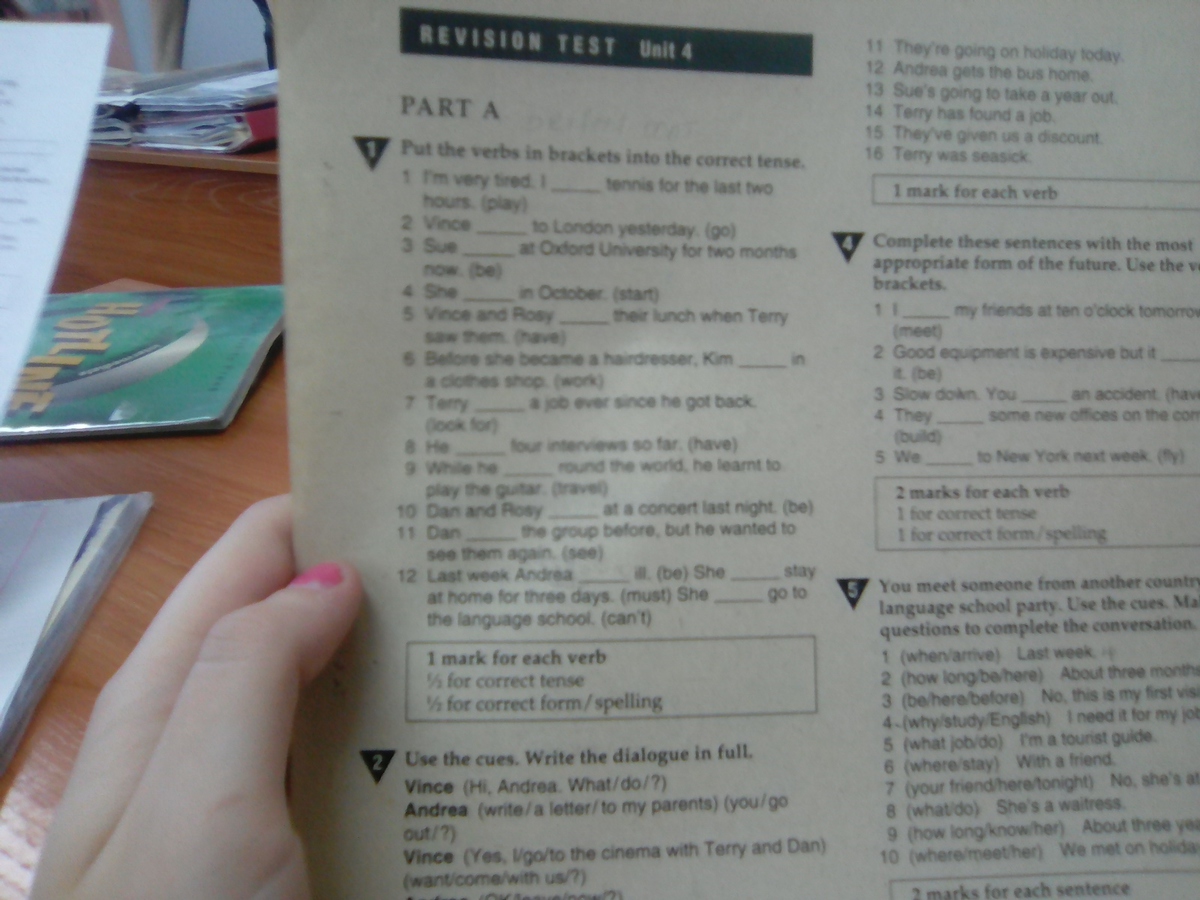 REVISION TEST Unit 4
PART A
1 Put the verbs in brackets into the correct tense.
1 I'm very tired. I _____ tennis for the last two
hours. (play)
2 Vince _____ to London yesterday. (go)
3 Sue _____ at Oxford University for two months
now. (be)
4 She _____ in October. (start)
5 Vince and Rosy _____ their lunch when Terry
saw them. (have)
6 Before she became a hairdresser, Kim _____ in
a clothes shop. (work)
7 Terry _____ a job ever since he got back.
(look for)
8 He _____ four interviews so far. (have)
9 While he _____ round the world, he learnt to
play the guitar. (travel)
10 Dan and Rosy _____ at a concert last night. (be)
11 Dan _____ the group before, but he wanted to
see them again. (see)
12 Last week Andrea _____ ill. (be) She _____ stay
at home for three days. (must) She _____ go to
the language school. (can't)
1 mark for each verb
½ for correct tense
½ for correct form/spelling
2 Use the cues. Write the dialogue in full.
Vince (Hi, Andrea. What/do/?)
Andrea (write/a letter/to my parents) (you/go
out/?)
Vince (Yes, I/go/to the cinema with Terry and Dan)
(want/come/with us/?)
Andrea (OK/leave/now/?)
11 They're going on holiday today.
12 Andrea gets the bus home.
13 Sue's going to take a year out.
14 Terry has found a job.
15 They've given us a discount.
16 Terry was seasick.
1 mark for each verb
4 Complete these sentences with the most
appropriate form of the future. Use the
brackets.
1 I _____ my friends at ten o'clock tomorrow
(meet)
2 Good equipment is expensive but it _____
it. (be)
3 Slow down. You _____ an accident. (have
4 They _____ some new offices on the
(build)
5 We _____ to New York next week. (fly)
2 marks for each verb
1 for correct tense
1 for correct form/spelling
5 You meet someone from another country
language school party. Use the cues.
questions to complete the conversation.
1 (when/arrive) Last week.
2 (how long/be/here) About three months
3 (be/here/before) No, this is my first
4 (why/study/English) I need it for my job
5 (what job/do) I'm a tourist guide.
6 (where/stay) With a friend.
7 (your friend/here/tonight) No, she's at
8 (what/do) She's a waitress.
9 (how long/know/her) About three
10 (where/meet/her) We met on holiday
2 marks for each sentence
HOTLINE